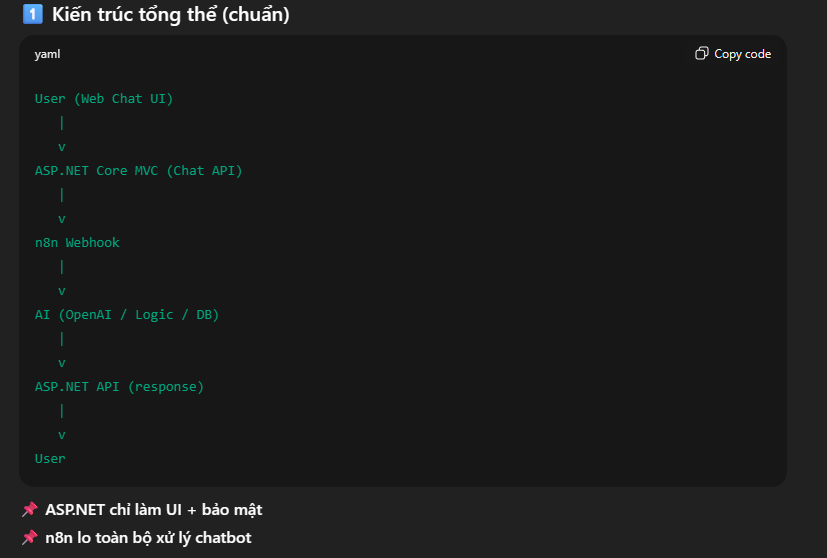 1 Kiến trúc tổng thể (chuẩn)
yaml Copy code
User (Web Chat UI)
|
v
ASP.NET Core MVC (Chat API)
|
v
n8n Webhook
|
v
AI (OpenAI / Logic / DB)
|
v
ASP.NET API (response)
|
v
User
📌 ASP.NET chỉ làm UI + bảo mật
📌 n8n lo toàn bộ xử lý chatbot